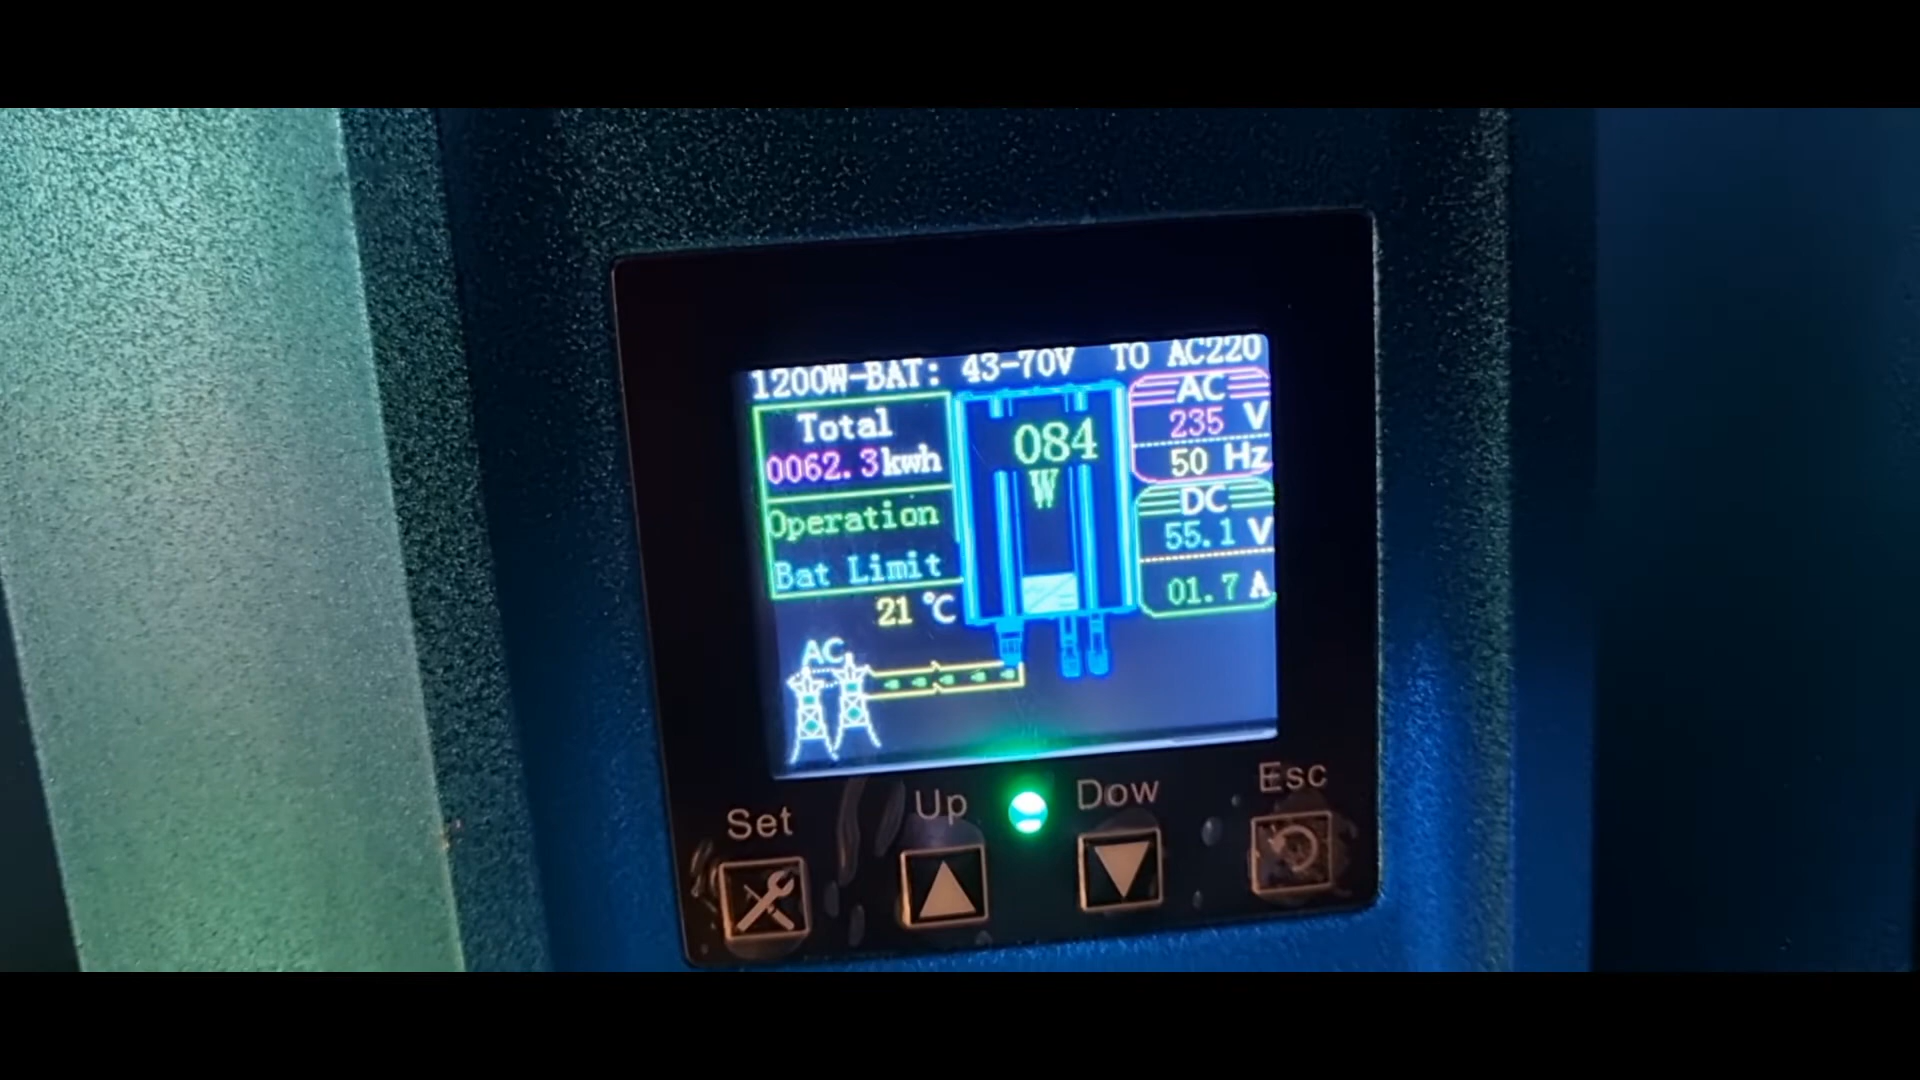 1200W-BAT: 43-70V TO AC220
Total
0062.3kwh
Operation
Bat Limit
21 ℃
084
W
AC
235 V
50 Hz
DC
55.1 V
01.7 A
AC
Set
Up
Dow
Esc